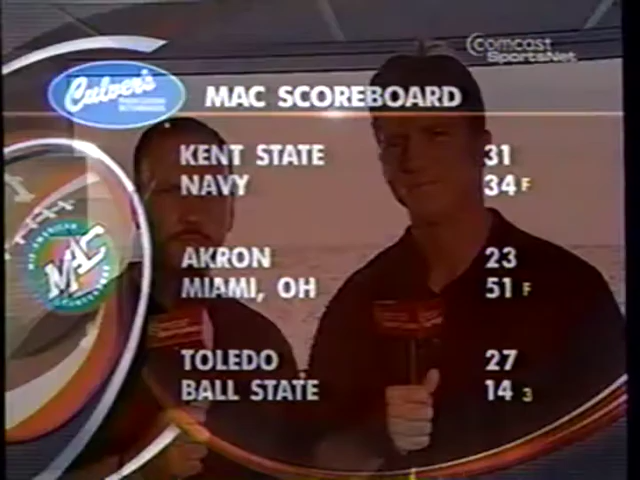 Comcast
SportsNet
Culver's
MAC SCOREBOARD
KENT STATE 31
NAVY 34 F
AKRON 23
MIAMI, OH 51 F
MAC
TOLEDO 27
BALL STATE 14 3